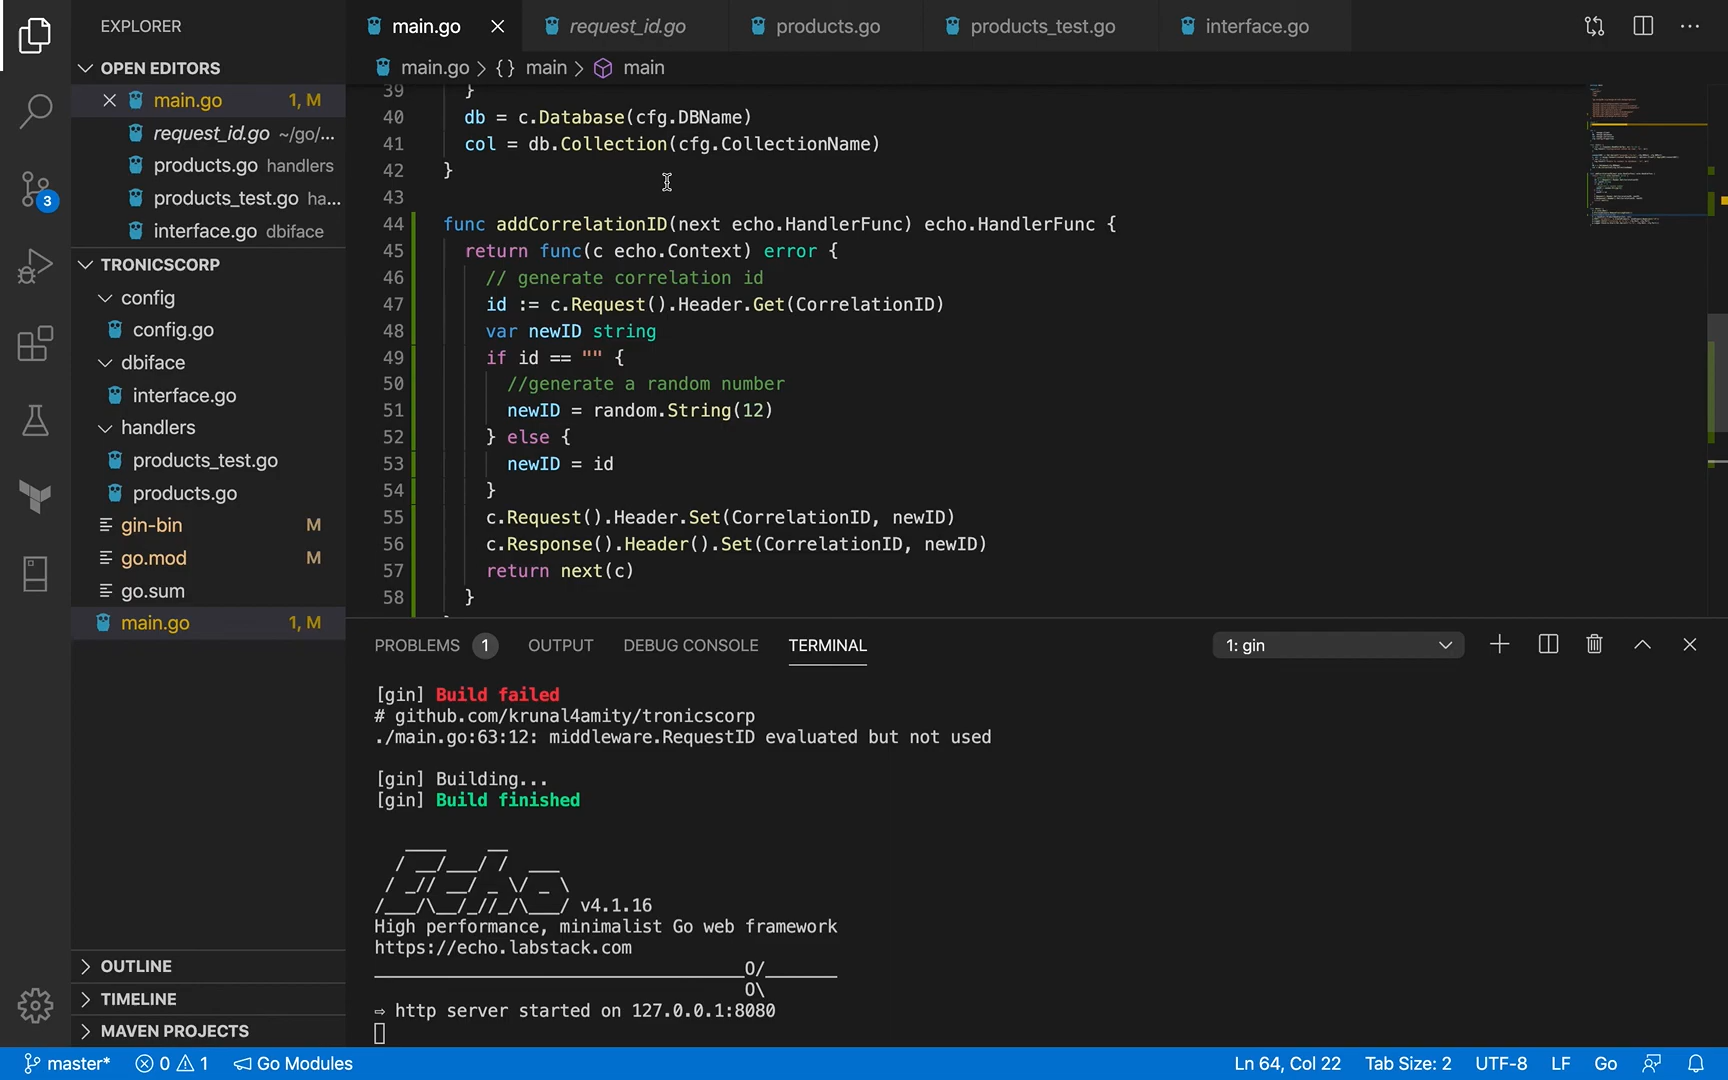 EXPLORER
OPEN EDITORS
main.go 1, M
request_id.go ~/go/...
products.go handlers
products_test.go ha...
interface.go dbiface
TRONICSCORP
config
config.go
dbiface
interface.go
handlers
products_test.go
products.go
gin-bin M
go.mod M
go.sum
main.go 1, M
OUTLINE
TIMELINE
MAVEN PROJECTS
3
main.go request_id.go products.go products_test.go interface.go
main.go > {} main > main
39 }
40 db = c.Database(cfg.DBName)
41 col = db.Collection(cfg.CollectionName)
42 }
43
44 func addCorrelationID(next echo.HandlerFunc) echo.HandlerFunc {
45 return func(c echo.Context) error {
46 // generate correlation id
47 id := c.Request().Header.Get(CorrelationID)
48 var newID string
49 if id == "" {
50 //generate a random number
51 newID = random.String(12)
52 } else {
53 newID = id
54 }
55 c.Request().Header.Set(CorrelationID, newID)
56 c.Response().Header().Set(CorrelationID, newID)
57 return next(c)
58 }
PROBLEMS 1 OUTPUT DEBUG CONSOLE TERMINAL 1: gin
[gin] Build failed
# github.com/krunal4amity/tronicscorp
./main.go:63:12: middleware.RequestID evaluated but not used
[gin] Building...
[gin] Build finished
Echo v4.1.16
High performance, minimalist Go web framework
https://echo.labstack.com
____________________________________O/_______
O\
⇨ http server started on 127.0.0.1:8080
master* 0 1 Go Modules Ln 64, Col 22 Tab Size: 2 UTF-8 LF Go